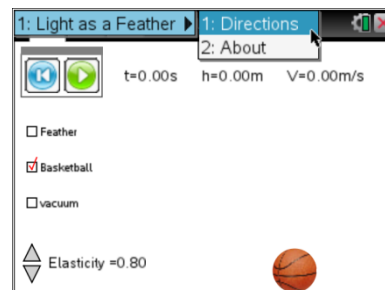 1: Light as a Feather ▶ 1: Directions
2: About
t=0.00s h=0.00m V=0.00m/s
Feather
Basketball
vacuum
Elasticity =0.80